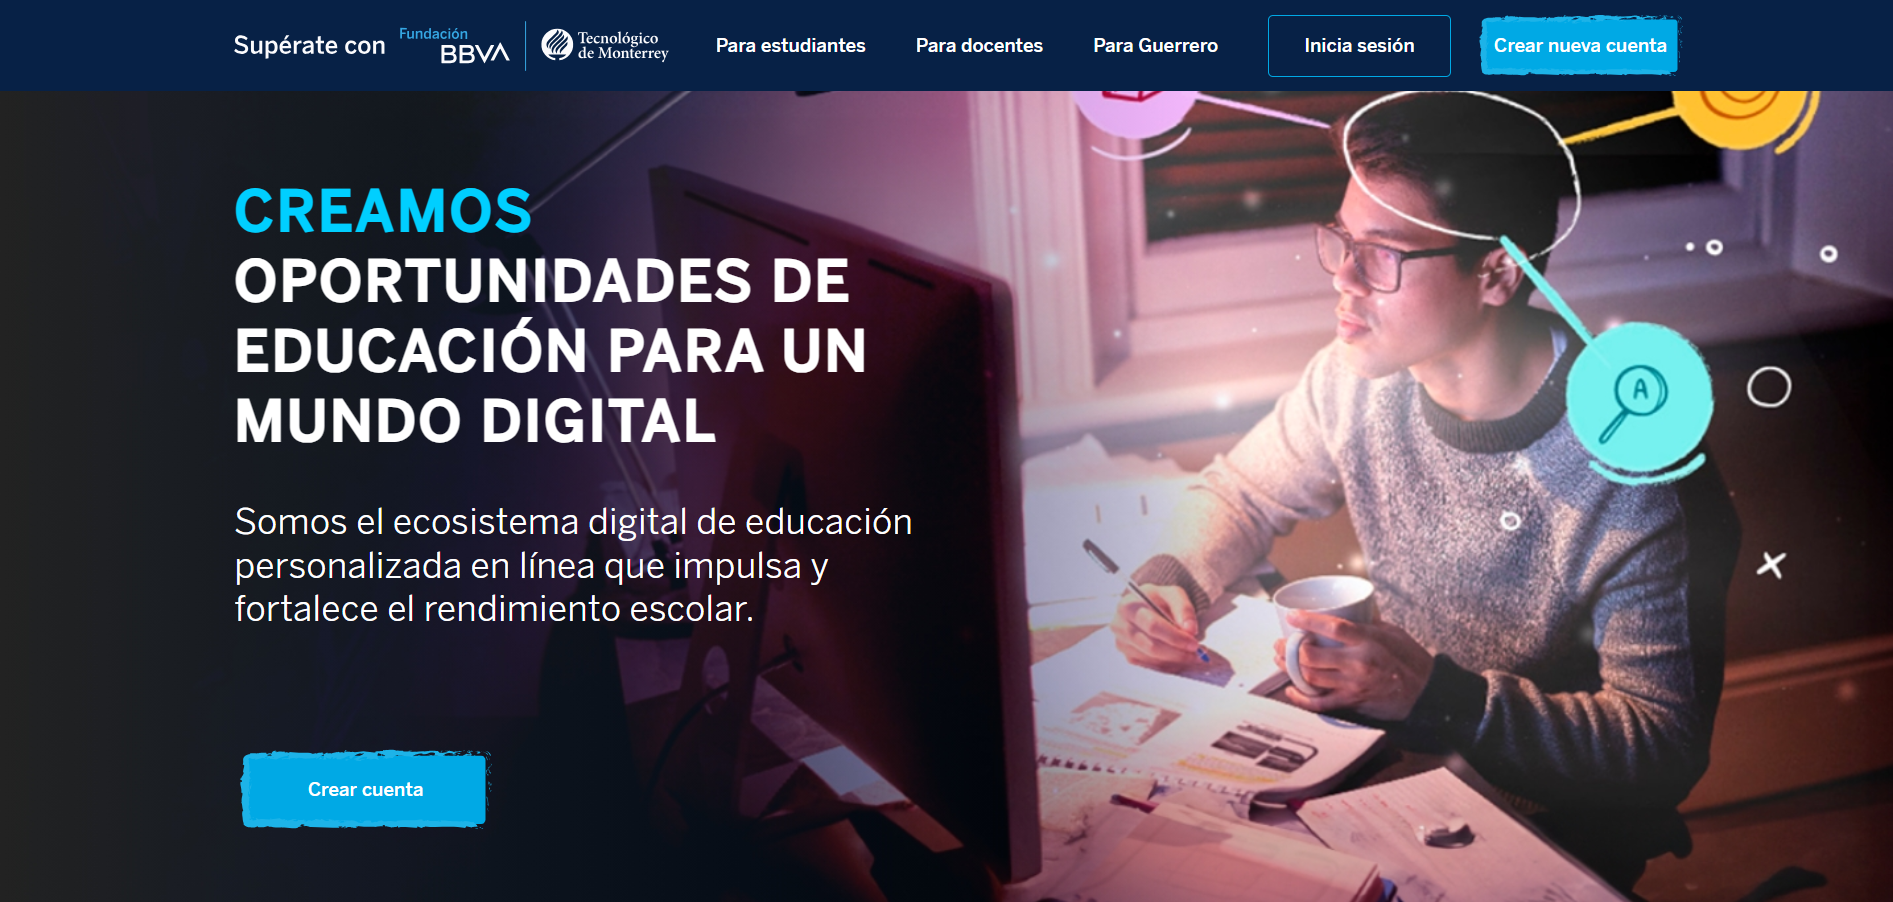 Supérate con
Fundación
BBVA
Tecnológico
de Monterrey
Para estudiantes
Para docentes
Para Guerrero
Inicia sesión
Crear nueva cuenta
CREAMOS
OPORTUNIDADES DE
EDUCACIÓN PARA UN
MUNDO DIGITAL
Somos el ecosistema digital de educación
personalizada en línea que impulsa y
fortalece el rendimiento escolar.
A
Crear cuenta